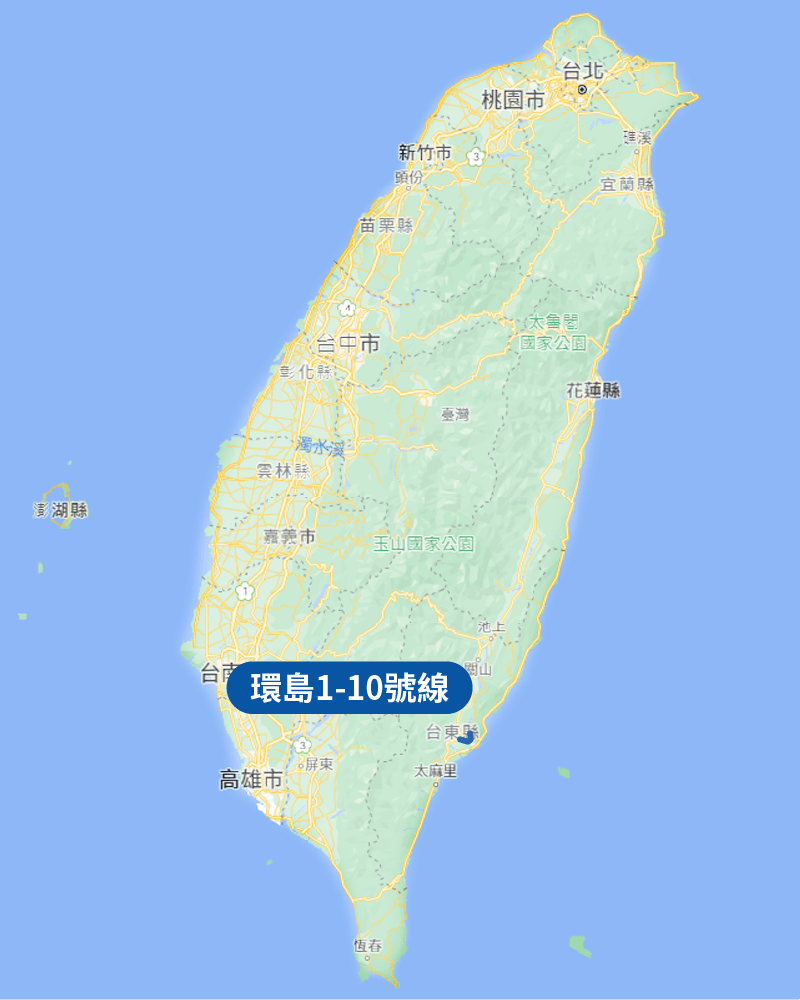 台北
桃園市
礁溪
新竹市
3
頭份
宜蘭縣
苗栗縣
4
太魯閣
國家公園
台中市
彰化縣
花蓮縣
臺灣
濁水溪
雲林縣
澎湖縣
嘉義市
玉山國家公園
1
池上
台南
關山
環島1-10號線
台東縣
3
屏東
太麻里
高雄市
恆春